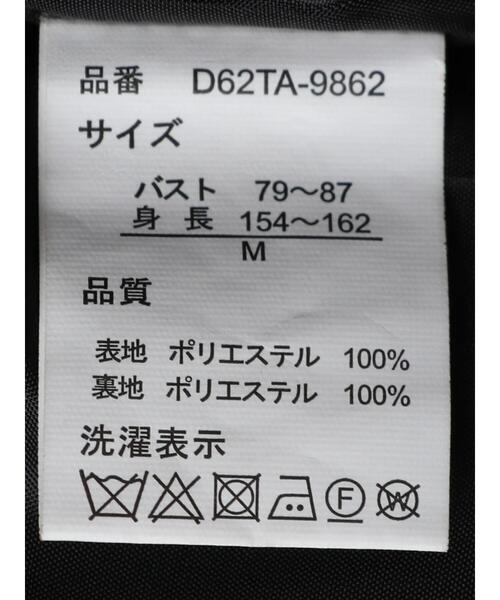 品番 D62TA-9862
サイズ
バスト 79～87
身長 154～162
M
品質
表地 ポリエステル 100%
裏地 ポリエステル 100%
洗濯表示
F W